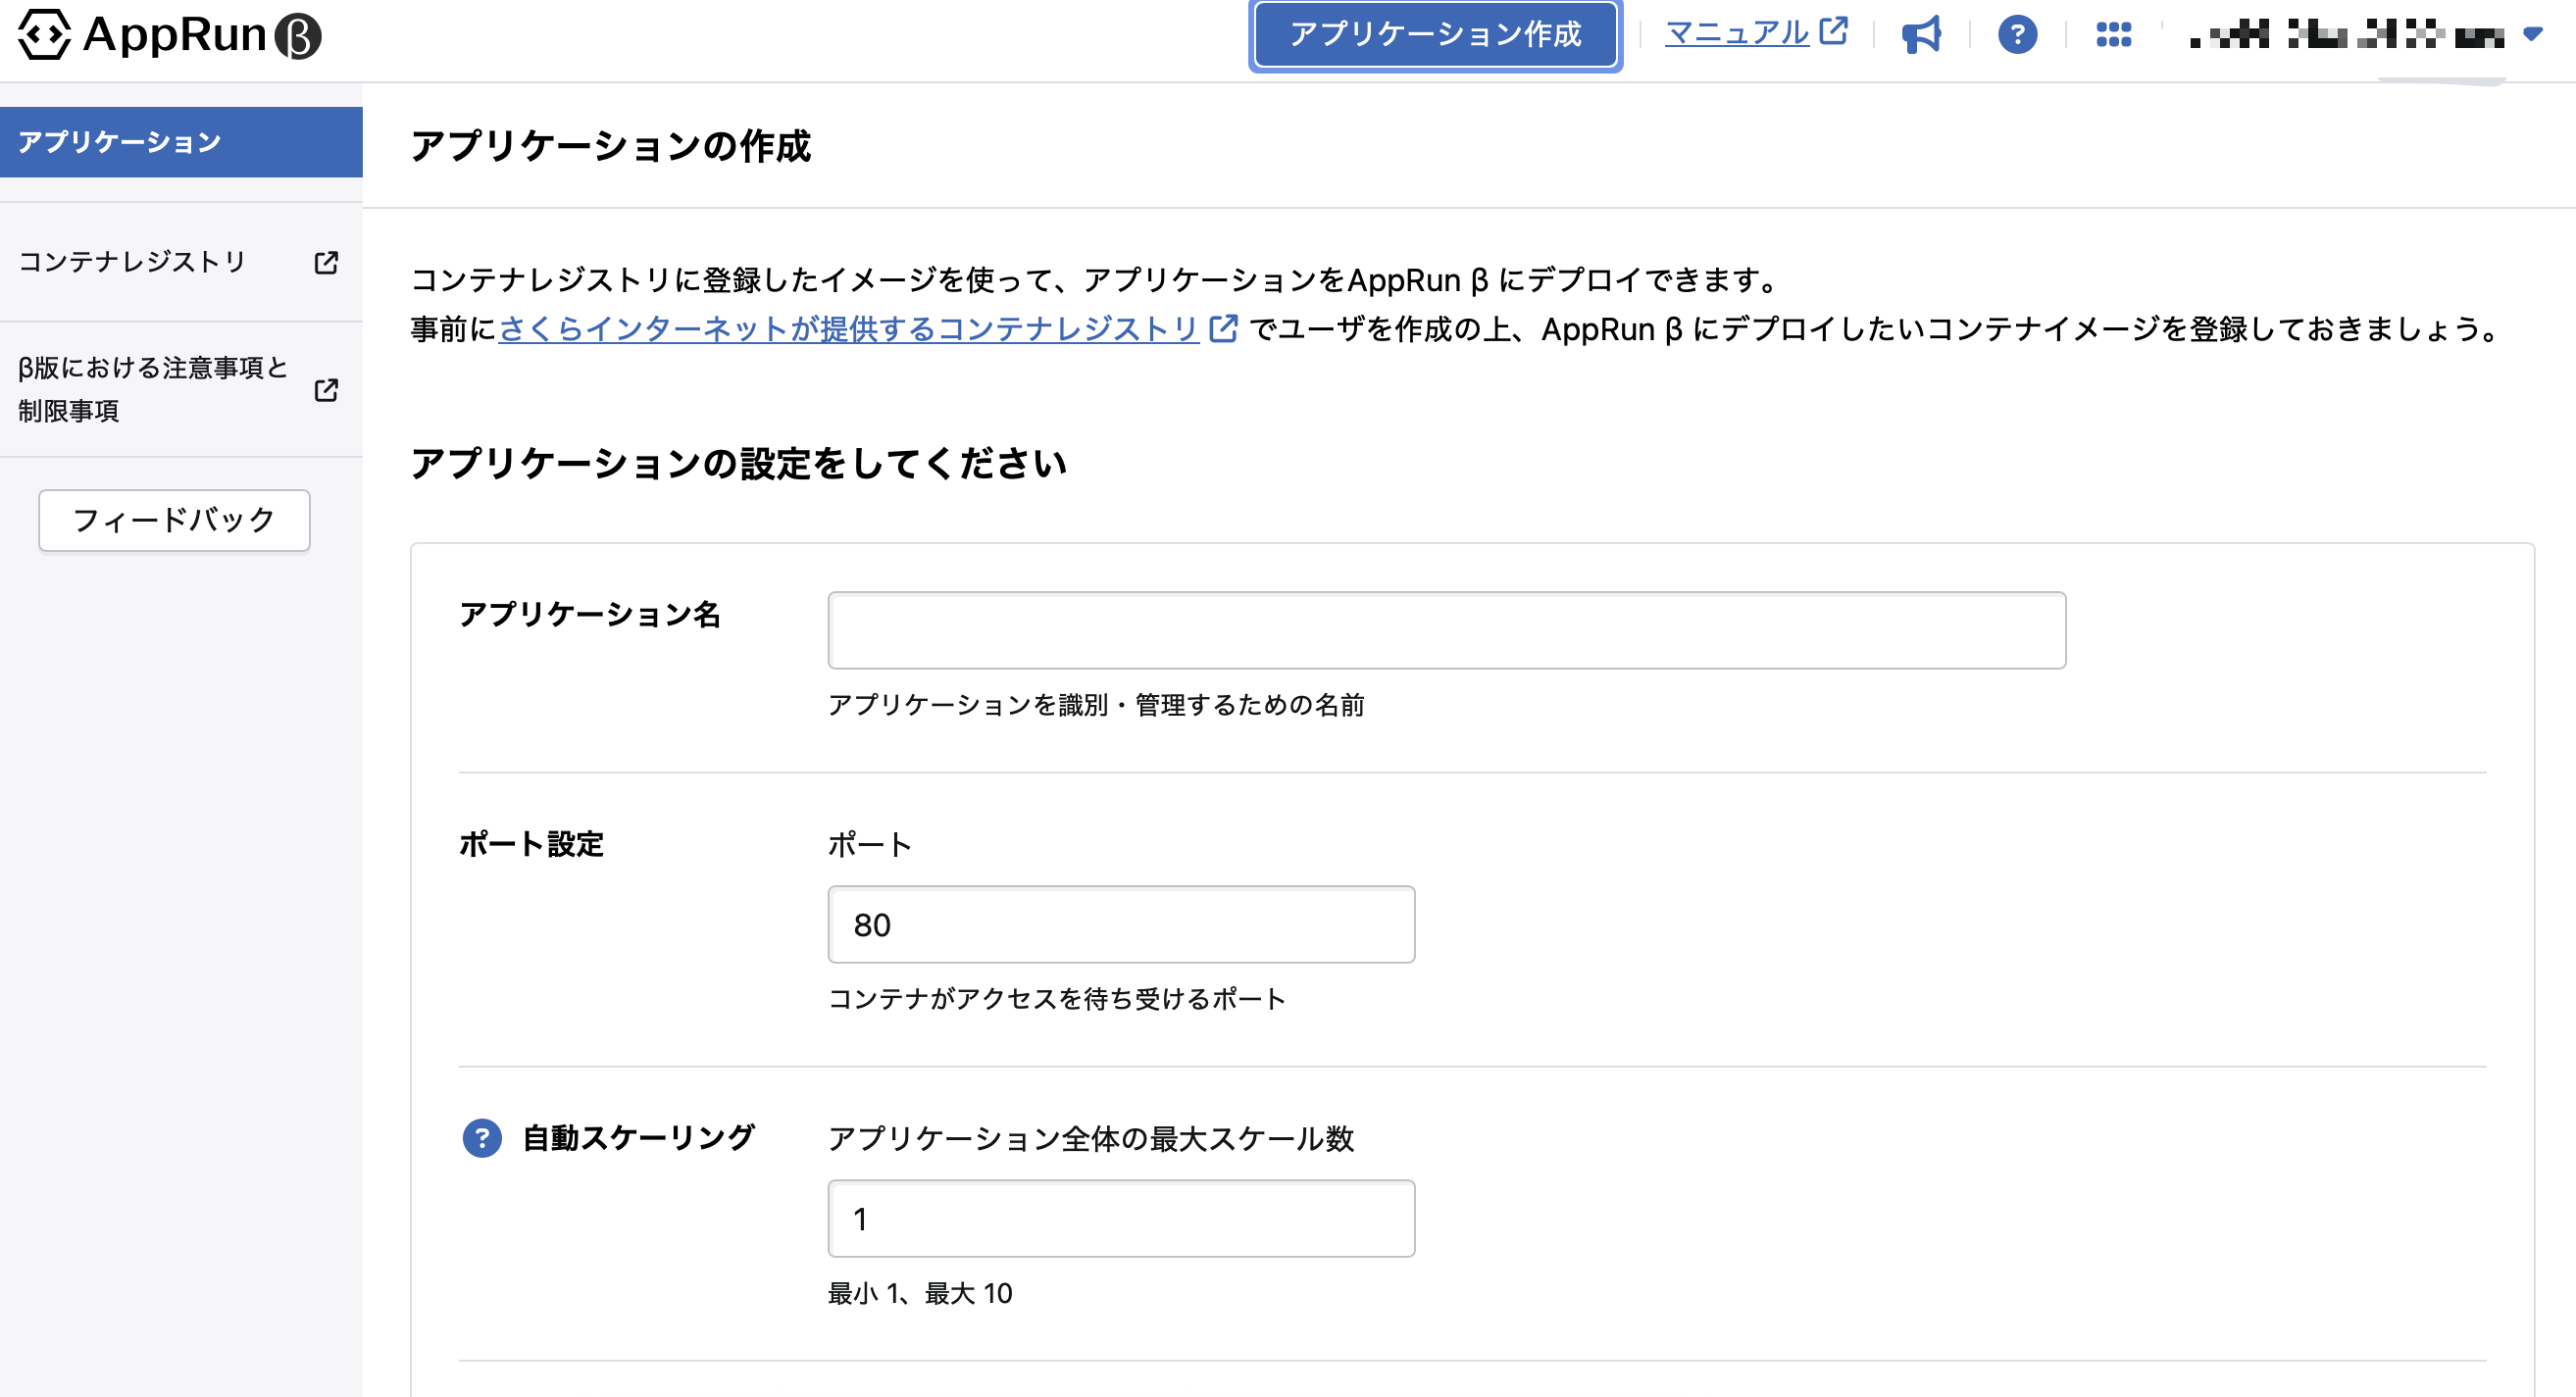 AppRun β
アプリケーション作成
マニュアル
アプリケーション
コンテナレジストリ
β版における注意事項と
制限事項
フィードバック
アプリケーションの作成
コンテナレジストリに登録したイメージを使って、アプリケーションをAppRun β にデプロイできます。
事前にさくらインターネットが提供するコンテナレジストリ でユーザを作成の上、AppRun β にデプロイしたいコンテナイメージを登録しておきましょう。
アプリケーションの設定をしてください
アプリケーション名
アプリケーションを識別・管理するための名前
ポート設定
ポート
80
コンテナがアクセスを待ち受けるポート
? 自動スケーリング
アプリケーション全体の最大スケール数
1
最小 1、最大 10